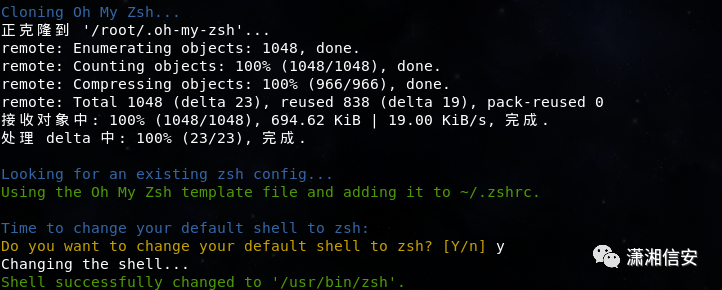 Cloning Oh My Zsh...
正克隆到 '/root/.oh-my-zsh'...
remote: Enumerating objects: 1048, done.
remote: Counting objects: 100% (1048/1048), done.
remote: Compressing objects: 100% (966/966), done.
remote: Total 1048 (delta 23), reused 838 (delta 19), pack-reused 0
接收对象中: 100% (1048/1048), 694.62 KiB | 19.00 KiB/s, 完成.
处理 delta 中: 100% (23/23), 完成.
Looking for an existing zsh config...
Using the Oh My Zsh template file and adding it to ~/.zshrc.
Time to change your default shell to zsh:
Do you want to change your default shell to zsh? [Y/n] y
Changing the shell...
Shell successfully changed to '/usr/bin/zsh'.
潇湘信安